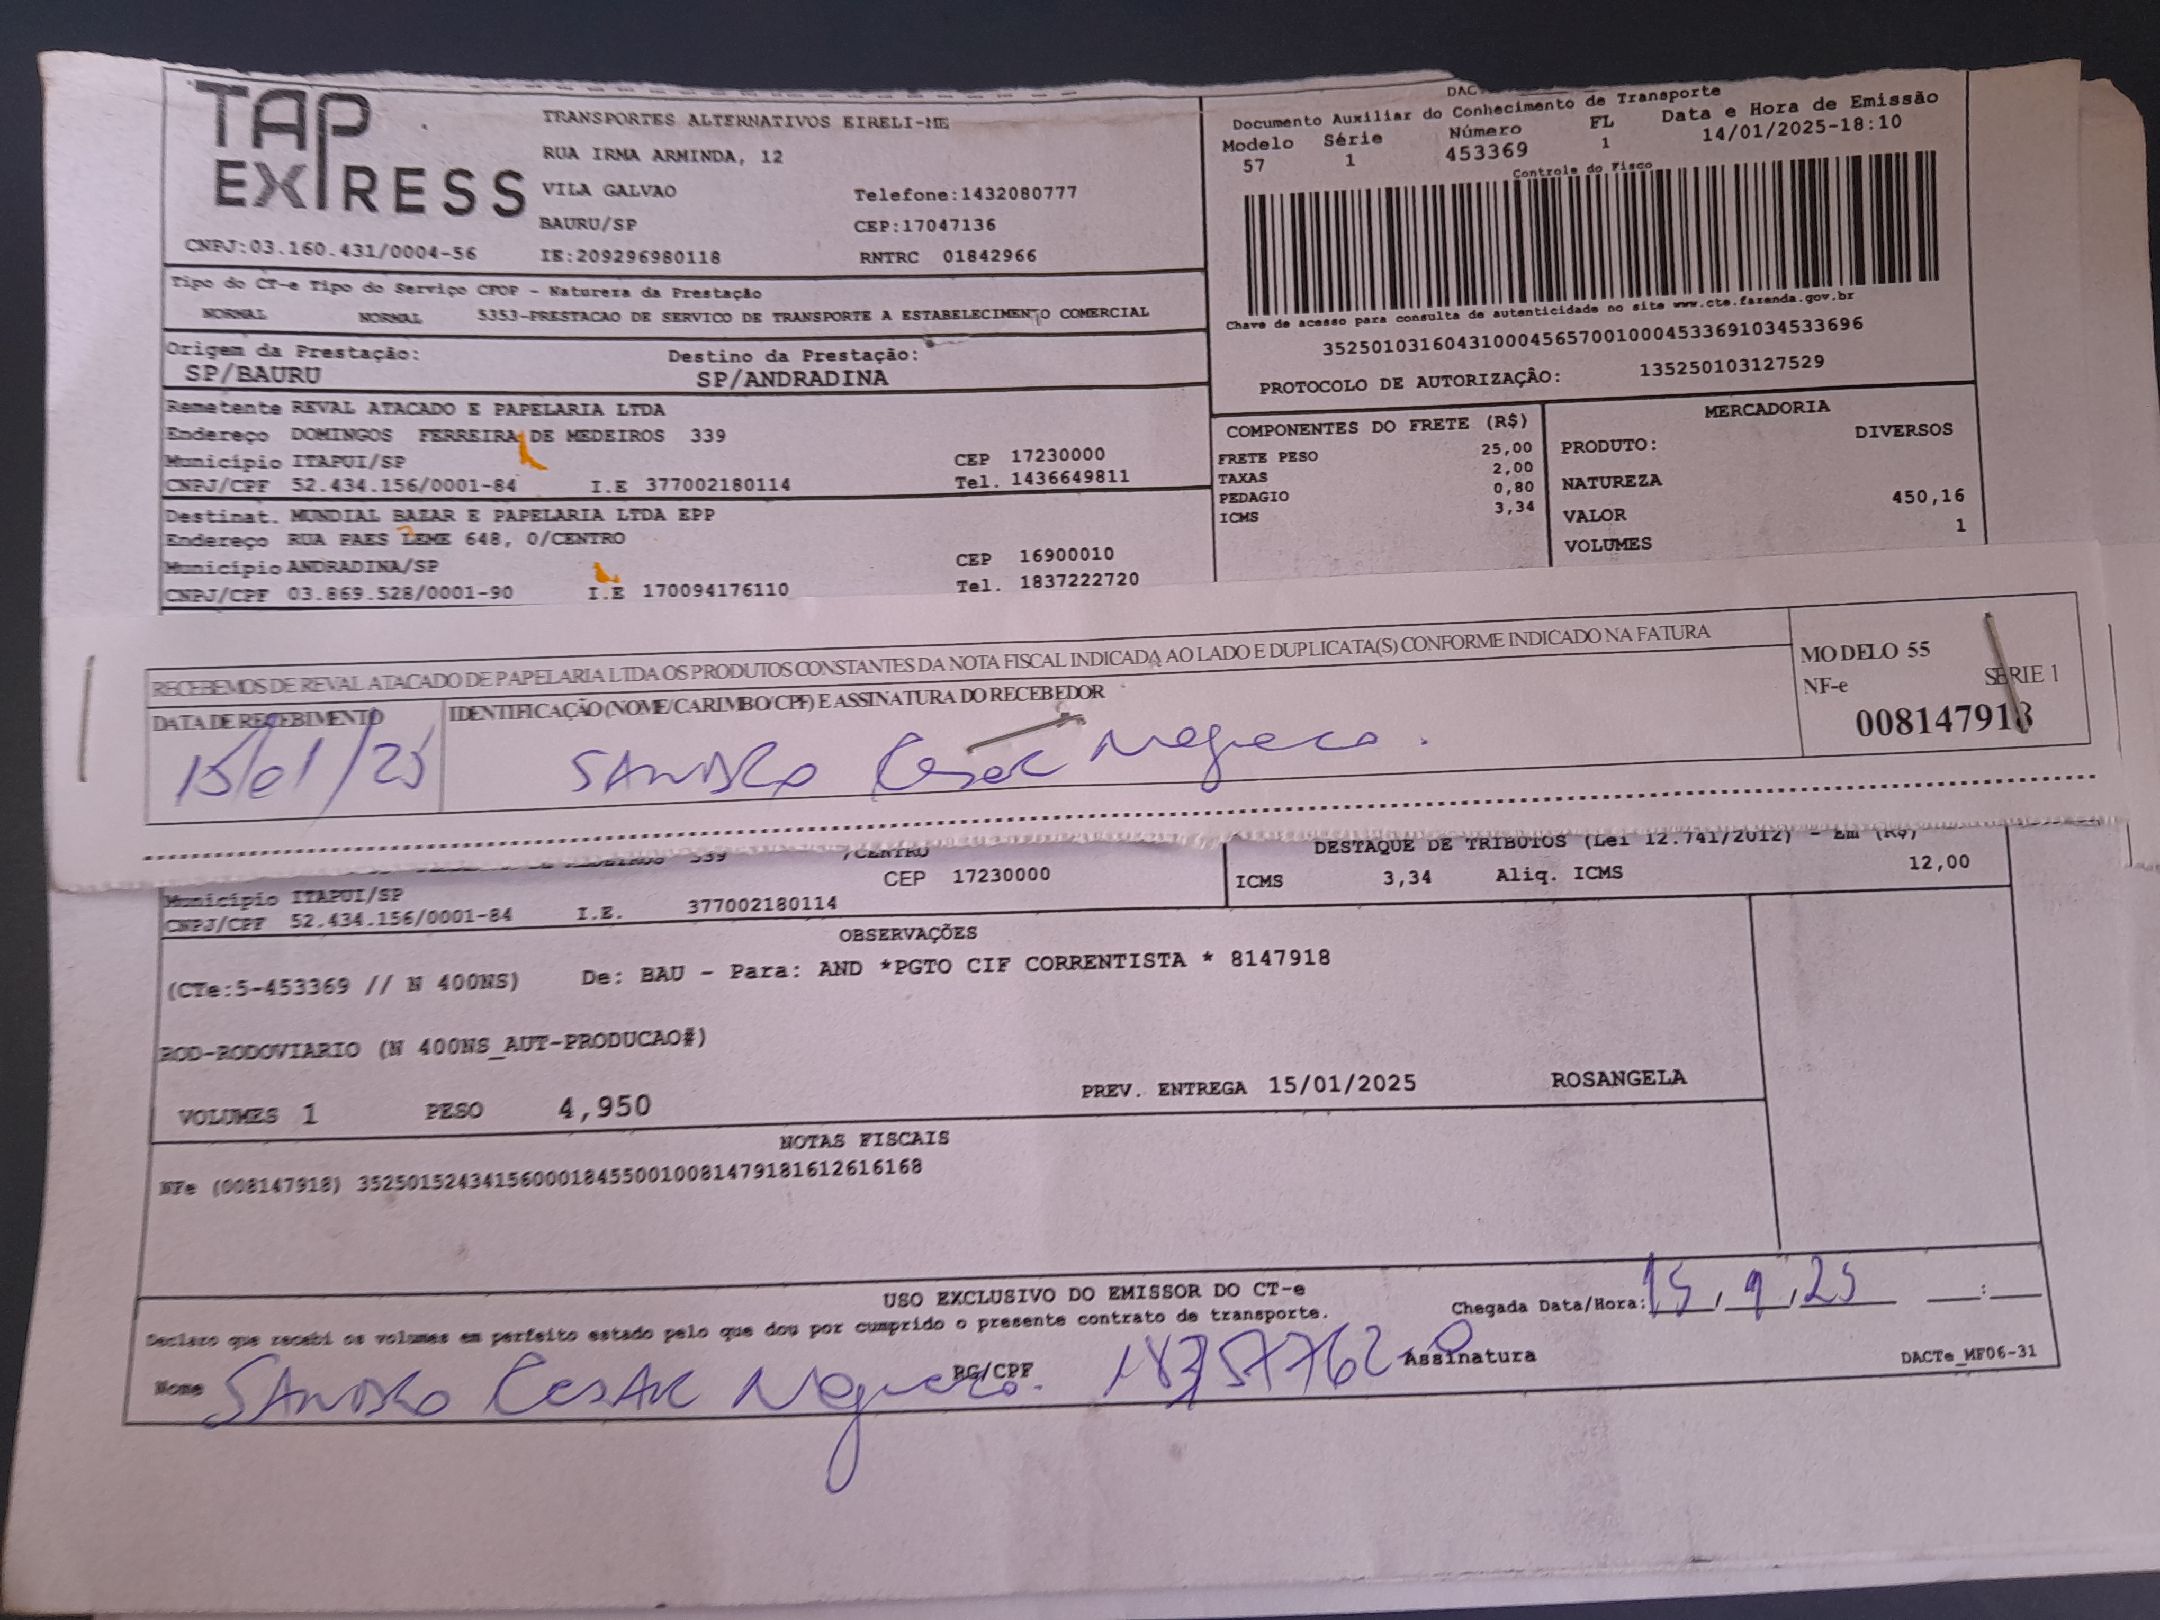 TAP EXPRESS
TRANSPORTES ALTERNATIVOS EIRELI-ME
RUA IRMA ARMINDA, 12
VILA GALVAO Telefone:1432080777
BAURU/SP CEP:17047136
CNPJ:03.160.431/0004-56 IE:209296980118 RNTRC 01842966
DAC
Documento Auxiliar do Conhecimento de Transporte
Modelo Série Número FL Data e Hora de Emissão
57 1 453369 1 14/01/2025-18:10
Controle do Fisco
Chave de acesso para consulta de autenticidade no site www.cte.fazenda.gov.br
35250103160431000456570010004533691034533696
PROTOCOLO DE AUTORIZAÇÃO: 135250103127529
Tipo do CT-e Tipo do Serviço CFOP - Natureza da Prestação
NORMAL NORMAL 5353-PRESTACAO DE SERVICO DE TRANSPORTE A ESTABELECIMENTO COMERCIAL
Origem da Prestação: Destino da Prestação:
SP/BAURU SP/ANDRADINA
Remetente REVAL ATACADO E PAPELARIA LTDA
Endereço DOMINGOS FERREIRA DE MEDEIROS 339
Município ITAPUI/SP CEP 17230000
CNPJ/CPF 52.434.156/0001-84 I.E 377002180114 Tel. 1436649811
Destinat. MUNDIAL BAZAR E PAPELARIA LTDA EPP
Endereço RUA PAES LEME 648, 0/CENTRO
Município ANDRADINA/SP CEP 16900010
CNPJ/CPF 03.869.528/0001-90 I.E 170094176110 Tel. 1837222720
COMPONENTES DO FRETE (R$)
FRETE PESO 25,00
TAXAS 2,00
PEDAGIO 0,80
ICMS 3,34
MERCADORIA
PRODUTO: DIVERSOS
NATUREZA
VALOR 450,16
VOLUMES 1
RECEBEMOS DE REVAL ATACADO DE PAPELARIA LTDA OS PRODUTOS CONSTANTES DA NOTA FISCAL INDICADA AO LADO E DUPLICATA(S) CONFORME INDICADO NA FATURA
DATA DE RECEBIMENTO IDENTIFICAÇÃO (NOME/CARIMBO/CPF) E ASSINATURA DO RECEBEDOR
15/01/25 SANDRO Cesar
MODELO 55
NF-e SERIE 1
008147918
339 /CENTRO
Município ITAPUI/SP CEP 17230000
CNPJ/CPF 52.434.156/0001-84 I.E. 377002180114
DESTAQUE DE TRIBUTOS (Lei 12.741/2012) - Em (R$)
ICMS 3,34 Aliq. ICMS 12,00
OBSERVAÇÕES
(CTe:5-453369 // N 400NS) De: BAU - Para: AND *PGTO CIF CORRENTISTA * 8147918
ROD-RODOVIARIO (N 400NS_AUT-PRODUCAO#)
VOLUMES 1 PESO 4,950 PREV. ENTREGA 15/01/2025 ROSANGELA
NOTAS FISCAIS
NFe (008147918) 35250152434156000184550010081479181612616168
USO EXCLUSIVO DO EMISSOR DO CT-e
Declaro que recebi os volumes em perfeito estado pelo que dou por cumprido o presente contrato de transporte.
Chegada Data/Hora: 15, 1, 25 :
Nome SANDRO CESAR RG/CPF Assinatura
DACTe_MF06-31